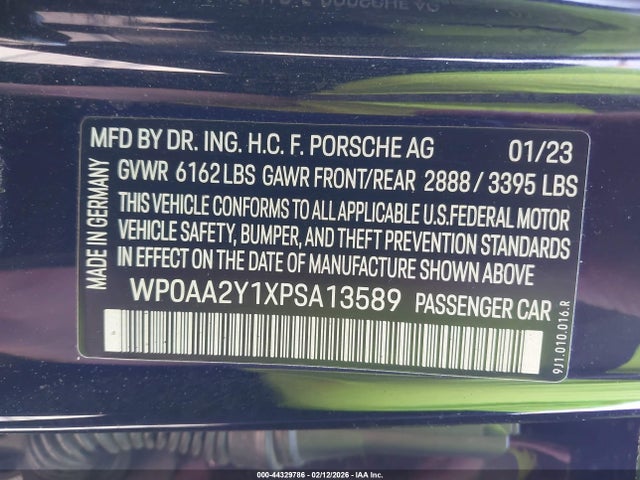 MFD BY DR. ING. H.C. F. PORSCHE AG 01/23
GVWR 6162 LBS GAWR FRONT/REAR 2888 / 3395 LBS
THIS VEHICLE CONFORMS TO ALL APPLICABLE U.S.FEDERAL MOTOR
VEHICLE SAFETY, BUMPER, AND THEFT PREVENTION STANDARDS
IN EFFECT ON THE DATE OF MANUFACTURE SHOWN ABOVE.
WP0AA2Y1XPSA13589 PASSENGER CAR
MADE IN GERMANY
9J1.010.016.R
000-44329786 - 02/12/2026 - IAA Inc.